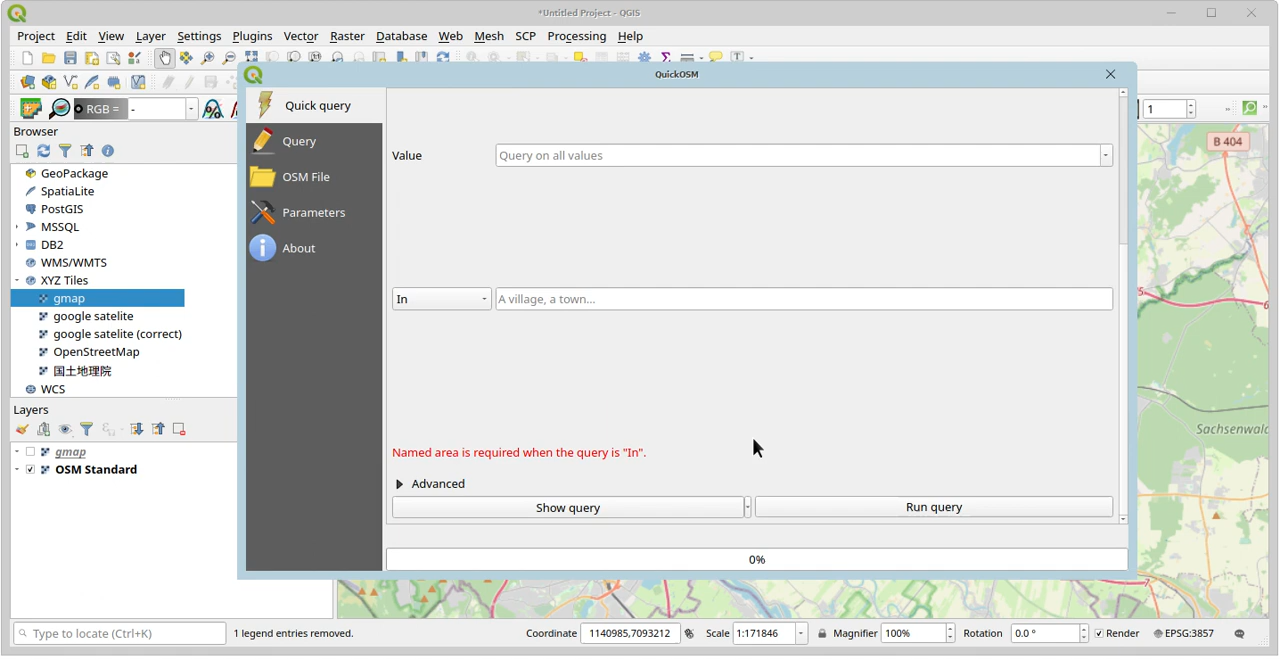 *Untitled Project - QGIS
Project Edit View Layer Settings Plugins Vector Raster Database Web Mesh SCP Processing Help
RGB = -
1
QuickOSM
Quick query
Query
OSM File
Parameters
About
Value
Query on all values
In
A village, a town...
Named area is required when the query is "In".
Advanced
Show query
Run query
0%
Browser
GeoPackage
SpatiaLite
PostGIS
MSSQL
DB2
WMS/WMTS
XYZ Tiles
gmap
google satelite
google satelite (correct)
OpenStreetMap
国土地理院
WCS
Layers
gmap
OSM Standard
B 404
Sachsenwald
Type to locate (Ctrl+K)
1 legend entries removed.
Coordinate 1140985,7093212 Scale 1:171846 Magnifier 100% Rotation 0.0 ° Render EPSG:3857